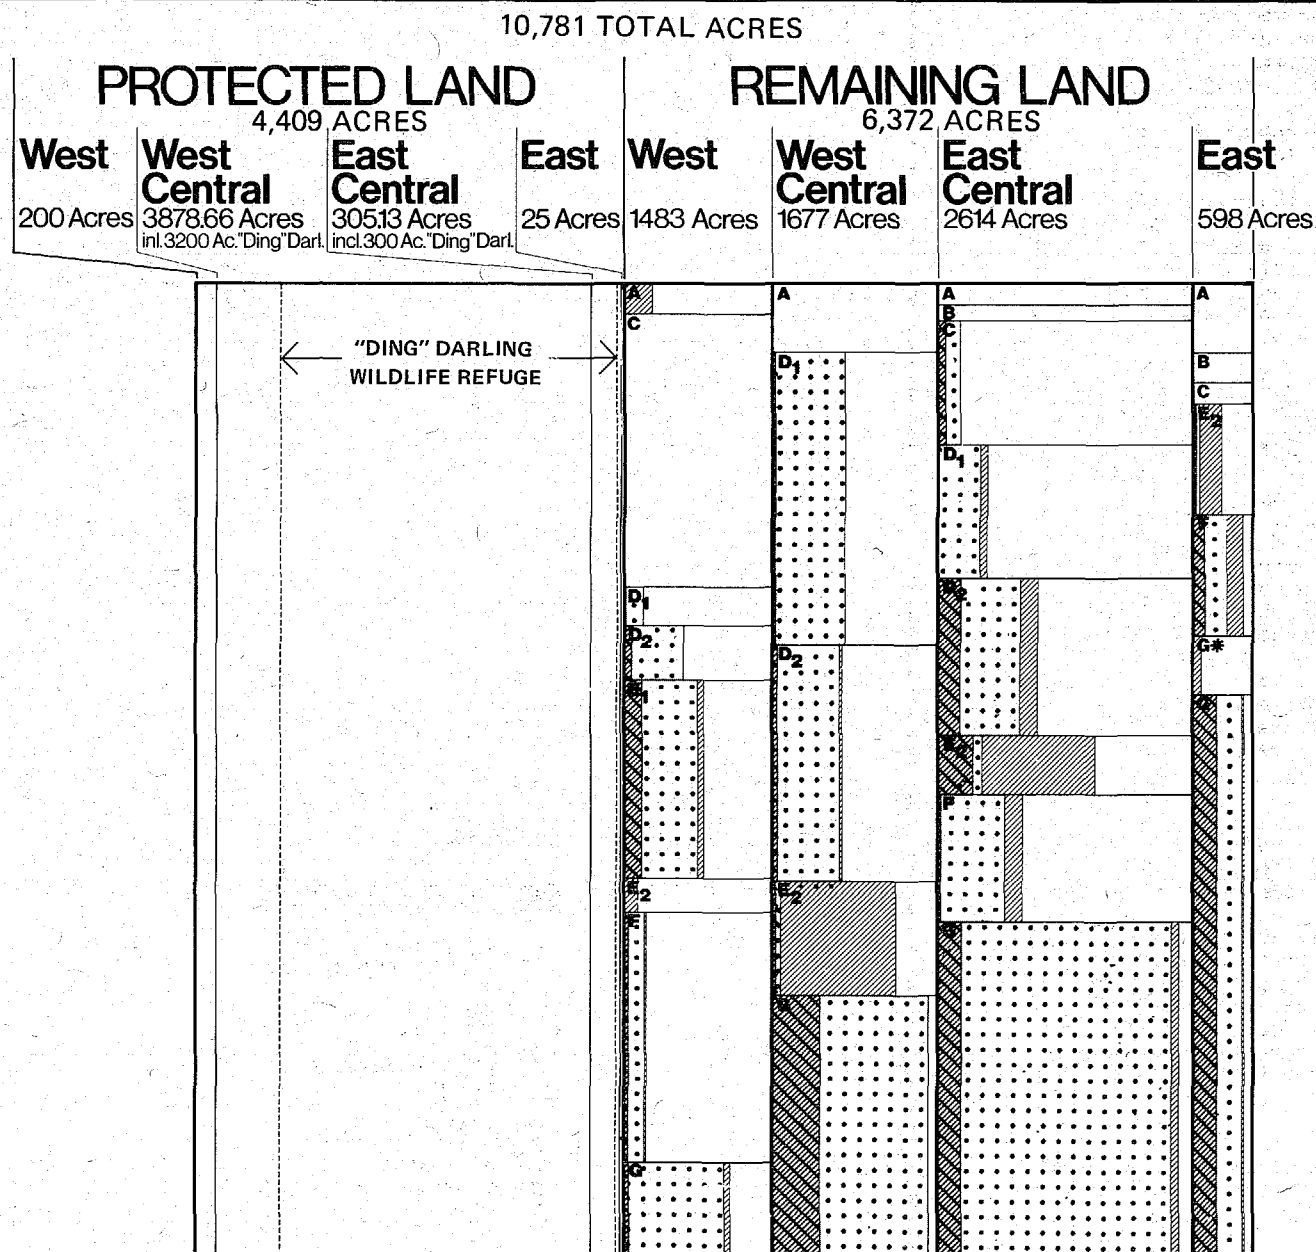 10,781 TOTAL ACRES
PROTECTED LAND
4,409 ACRES
REMAINING LAND
6,372 ACRES
West
200 Acres
West
Central
3878.66 Acres
inl.3200 Ac."Ding"Darl.
East
Central
305.13 Acres
incl.300 Ac."Ding"Darl.
East
25 Acres
West
1483 Acres
West
Central
1677 Acres
East
Central
2614 Acres
East
598 Acres
"DING" DARLING
WILDLIFE REFUGE
A
C
D1
D2
E2
G
A
D1
D2
E2
A
B
C
D1
F
A
B
C
E2
F
G*
G